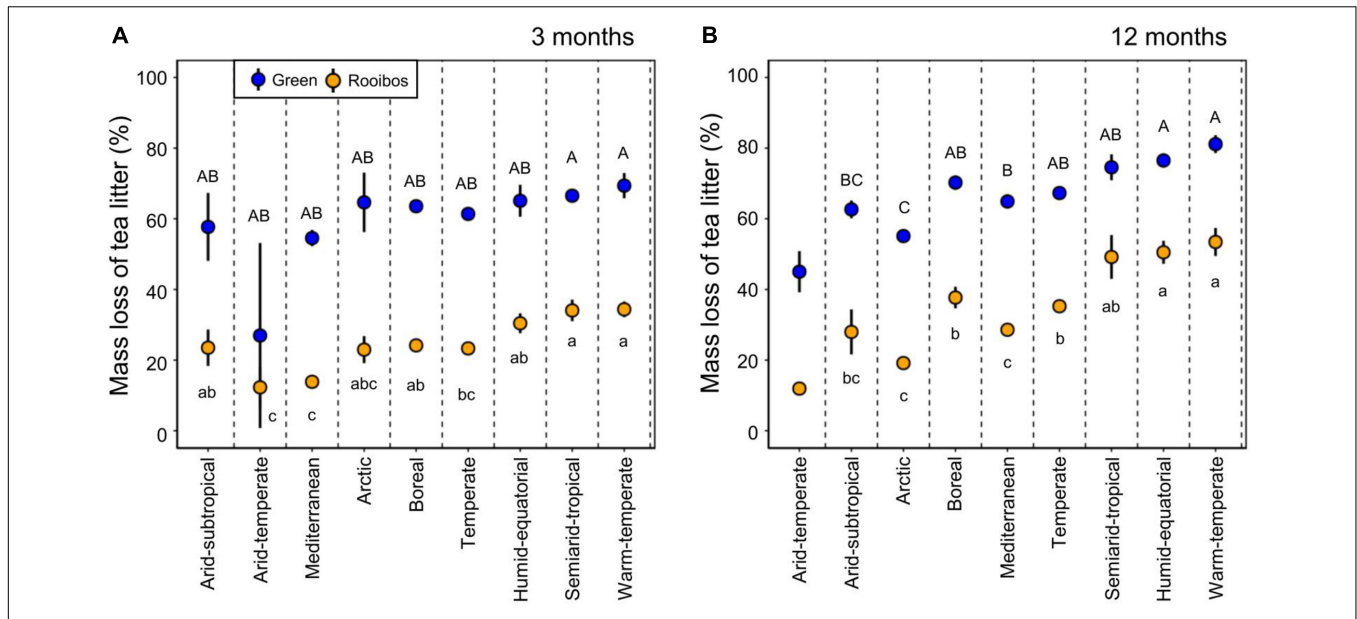 A
3 months
Green Rooibos
Mass loss of tea litter (%)
100
80
60
40
20
0
AB
AB
AB
AB
AB
AB
AB
A
A
ab
c
c
abc
ab
bc
ab
a
a
Arid-subtropical
Arid-temperate
Mediterranean
Arctic
Boreal
Temperate
Humid-equatorial
Semiarid-tropical
Warm-temperate
B
12 months
Mass loss of tea litter (%)
100
80
60
40
20
0
BC
C
AB
B
AB
AB
A
A
bc
c
b
c
b
ab
a
a
Arid-temperate
Arid-subtropical
Arctic
Boreal
Mediterranean
Temperate
Semiarid-tropical
Humid-equatorial
Warm-temperate